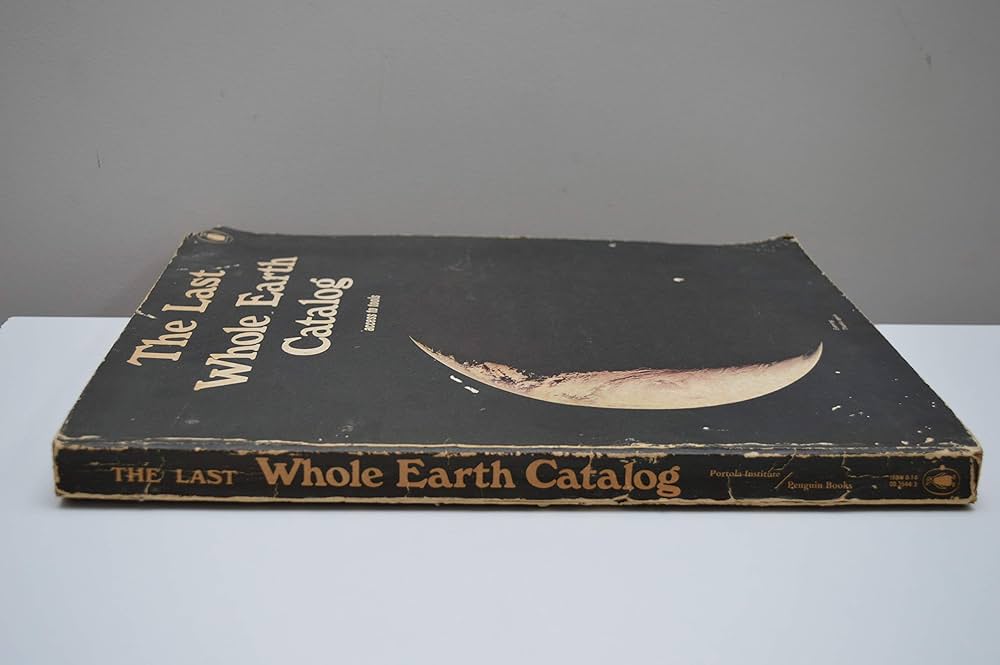 The Last
Whole Earth
Catalog
access to tools
THE LAST Whole Earth Catalog
Portola Institute
Penguin Books